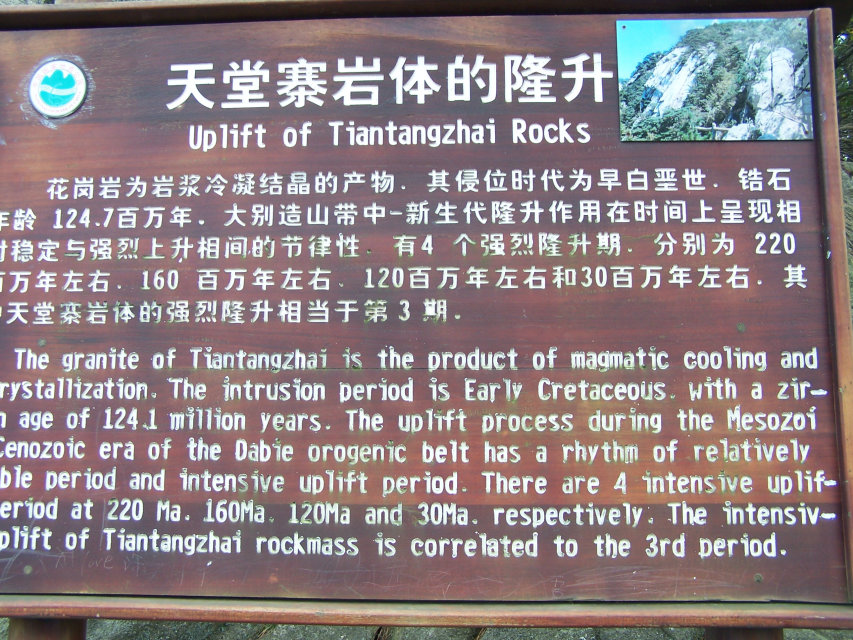 天堂寨岩体的隆升
Uplift of Tiantangzhai Rocks
花岗岩为岩浆冷凝结晶的产物. 其侵位时代为早白垩世. 锆石
年龄 124.7百万年. 大别造山带中-新生代隆升作用在时间上呈现相
对稳定与强烈上升相间的节律性. 有4 个强烈隆升期. 分别为 220
百万年左右. 160 百万年左右. 120百万年左右和30百万年左右. 其
中天堂寨岩体的强烈隆升相当于第 3 期.
The granite of Tiantangzhai is the product of magmatic cooling and
rystallization. The intrusion period is Early Cretaceous. with a zir-
n age of 124.1 million years. The uplift process during the Mesozoi
Cenozoic era of the Dabie orogenic belt has a rhythm of relatively
ble period and intensive uplift period. There are 4 intensive uplif-
eriod at 220 Ma. 160Ma. 120Ma and 30Ma. respectively. The intensiv-
plift of Tiantangzhai rockmass is correlated to the 3rd period.